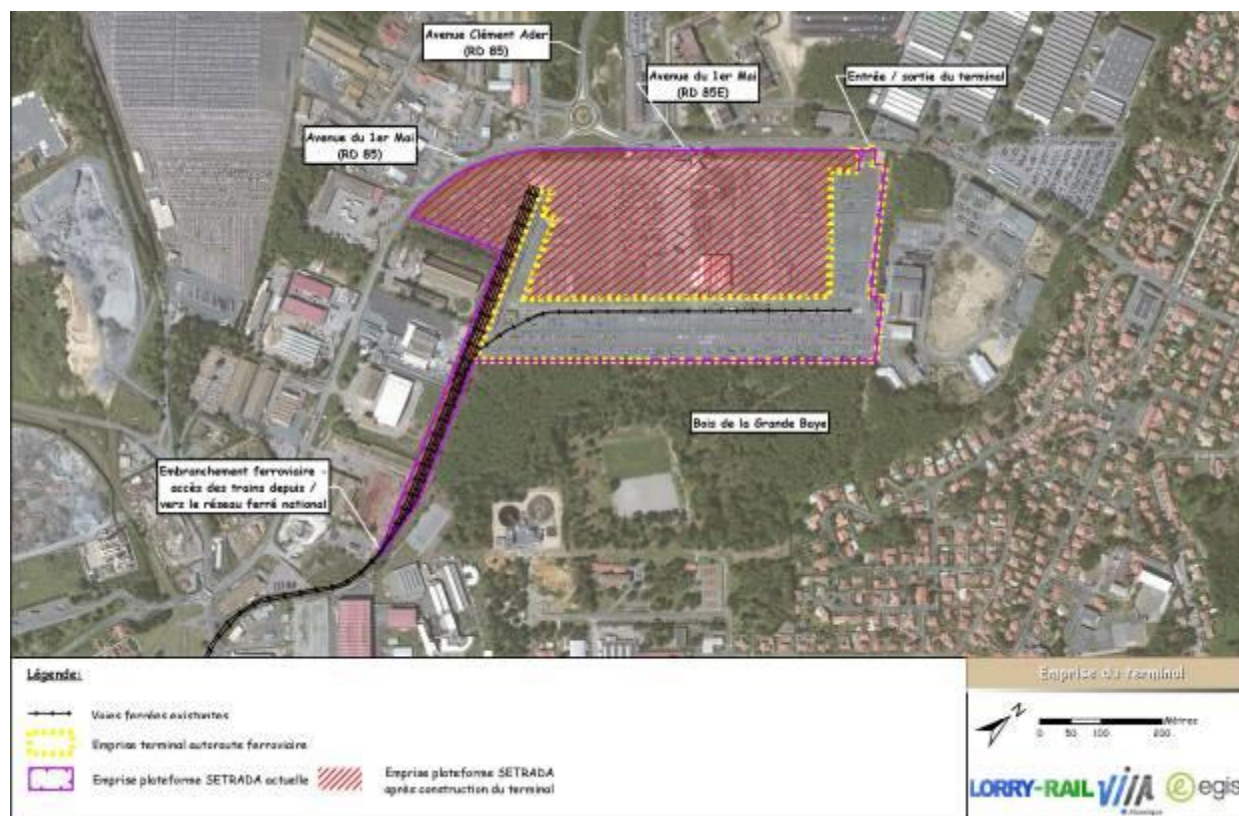 Avenue Clément Ader
(RD 85)
Avenue du 1er Mai
(RD 85E)
Entrée / sortie du terminal
Avenue du 1er Mai
(RD 85)
Bois de la Grande Baye
Embranchement ferroviaire -
accès des trains depuis /
vers le réseau ferré national
Légende:
Voies ferrées existantes
Emprise terminal autoroute ferroviaire
Emprise plateforme SETRADA actuelle
Emprise plateforme SETRADA
après construction du terminal
Emprise du terminal
N
Mètres
0 50 100 200
LORRY-RAIL
egis